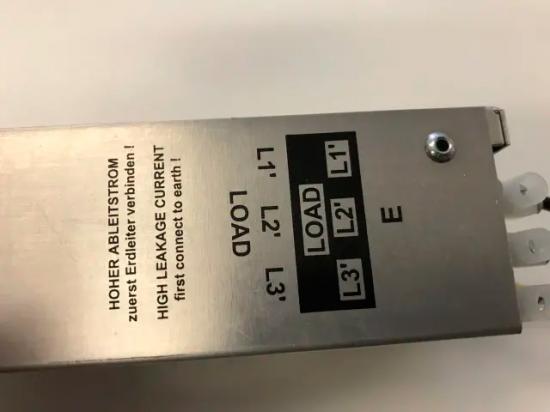 HOHER ABLEITSTROM
zuerst Erdleiter verbinden !
HIGH LEAKAGE CURRENT
first connect to earth !
L3' L2' L1'
LOAD
LOAD
L3' L2' L1'
E